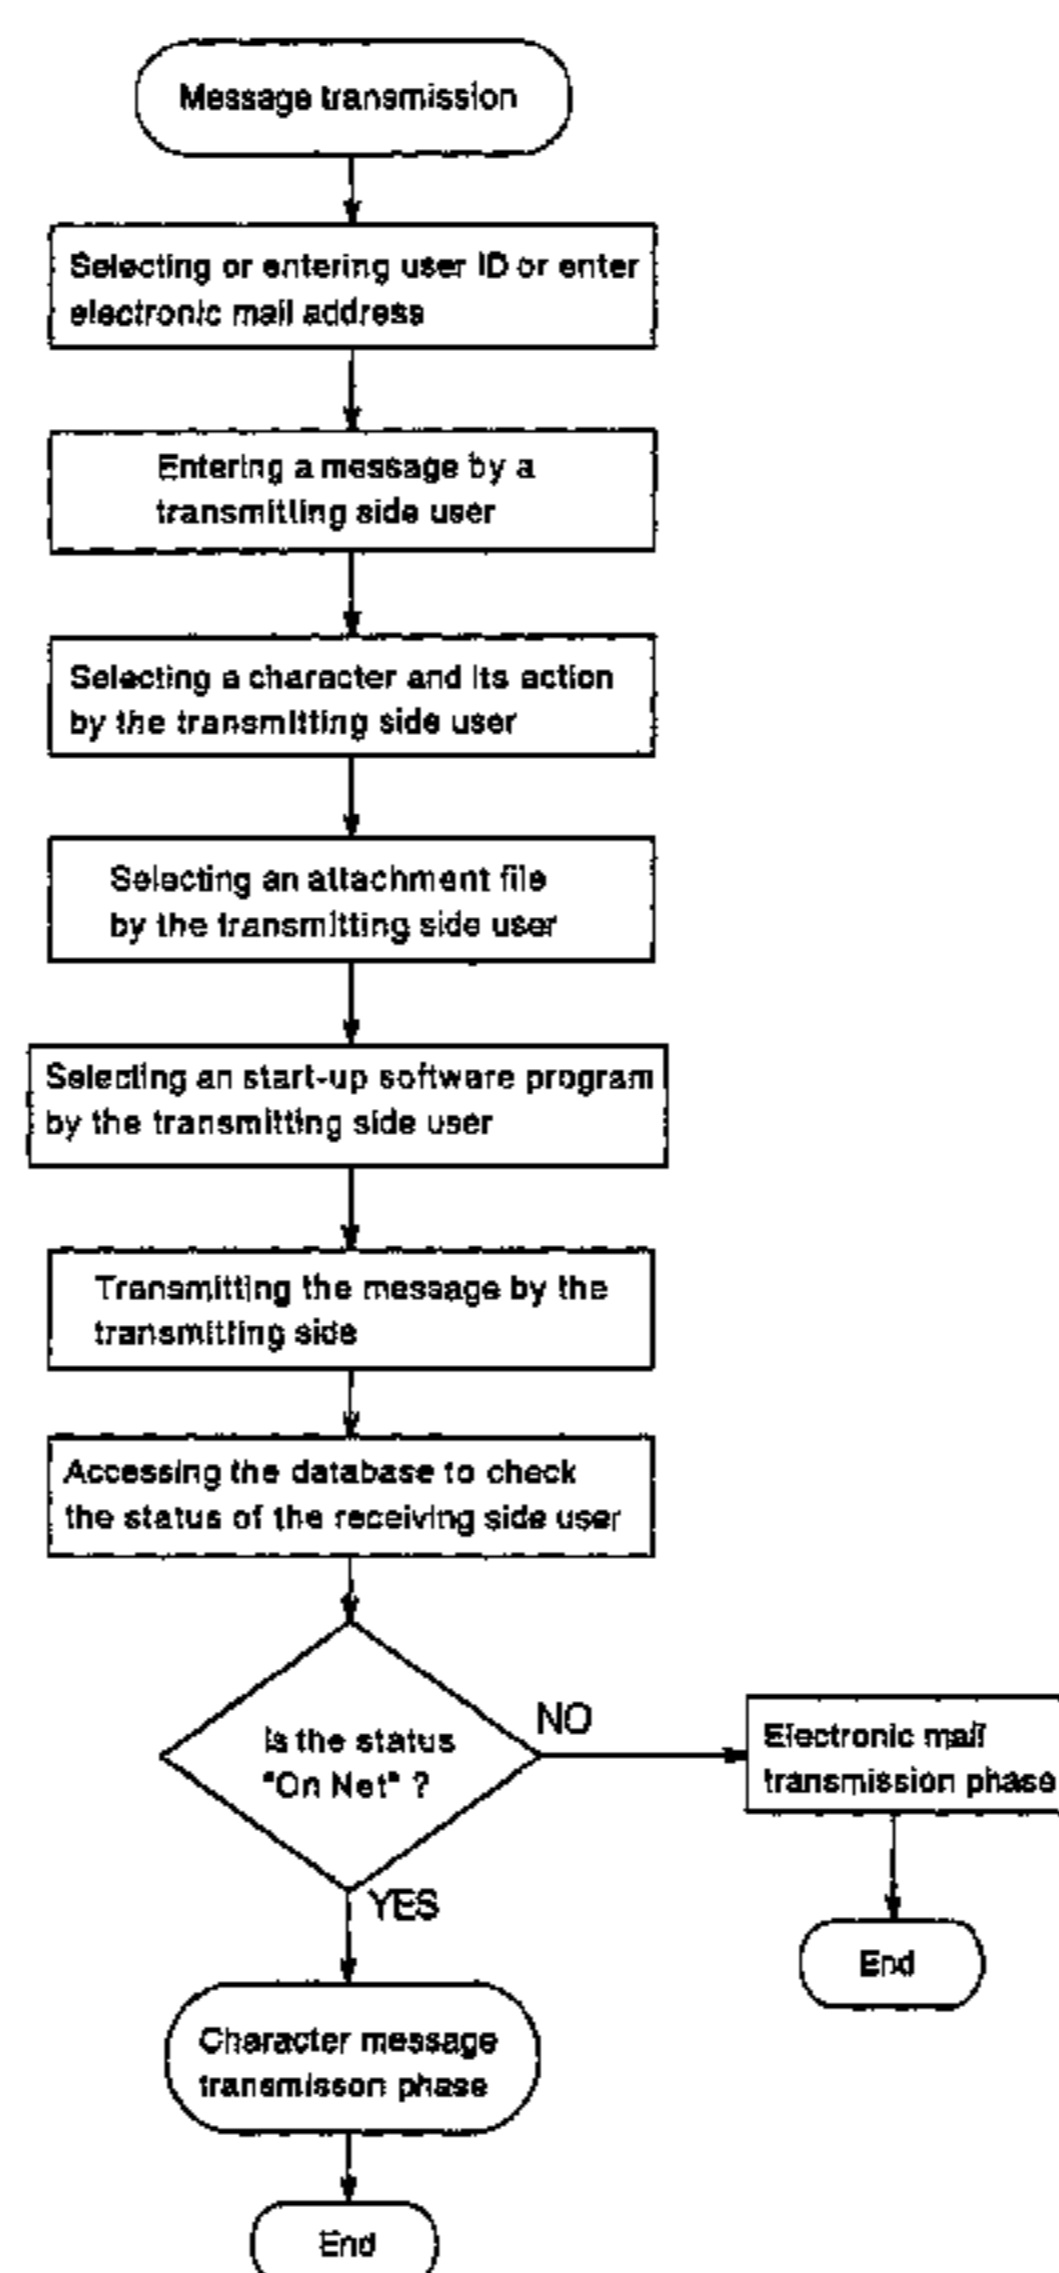 Message transmission
Selecting or entering user ID or enter
electronic mail address
Entering a message by a
transmitting side user
Selecting a character and its action
by the transmitting side user
Selecting an attachment file
by the transmitting side user
Selecting an start-up software program
by the transmitting side user
Transmitting the message by the
transmitting side
Accessing the database to check
the status of the receiving side user
Is the status
"On Net" ?
NO
Electronic mail
transmission phase
End
YES
Character message
transmisson phase
End